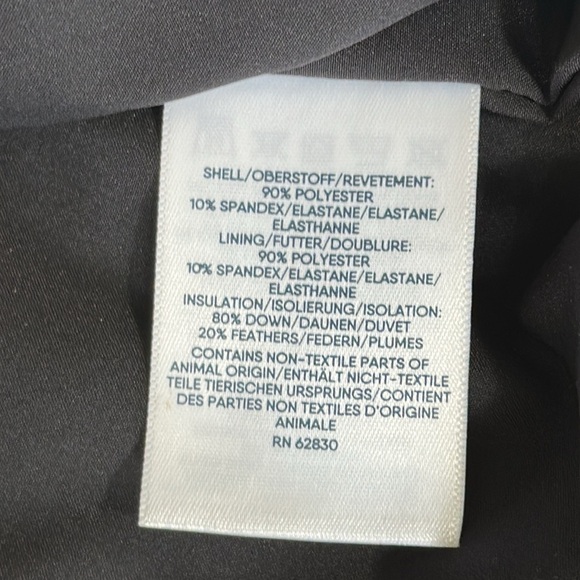 SHELL/OBERSTOFF/REVETEMENT:
90% POLYESTER
10% SPANDEX/ELASTANE/ELASTANE/
ELASTHANNE
LINING/FUTTER/DOUBLURE:
90% POLYESTER
10% SPANDEX/ELASTANE/ELASTANE/
ELASTHANNE
INSULATION/ISOLIERUNG/ISOLATION:
80% DOWN/DAUNEN/DUVET
20% FEATHERS/FEDERN/PLUMES
CONTAINS NON-TEXTILE PARTS OF
ANIMAL ORIGIN/ENTHÄLT NICHT-TEXTILE
TEILE TIERISCHEN URSPRUNGS/CONTIENT
DES PARTIES NON TEXTILES D'ORIGINE
ANIMALE
RN 62830